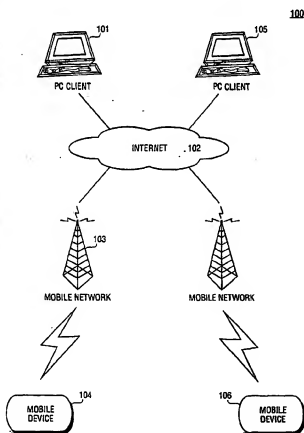 100
101
105
PC CLIENT
PC CLIENT
INTERNET
102
103
MOBILE NETWORK
MOBILE NETWORK
104
106
MOBILE DEVICE
MOBILE DEVICE